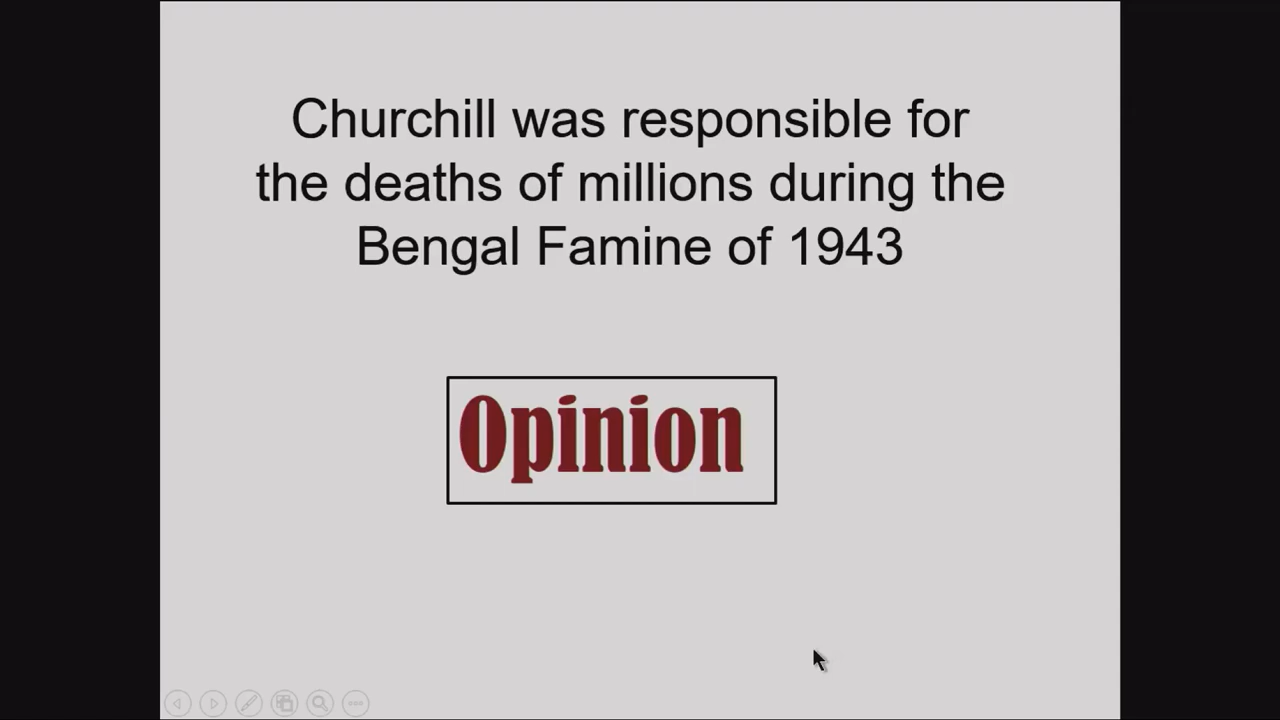 Churchill was responsible for
the deaths of millions during the
Bengal Famine of 1943
Opinion